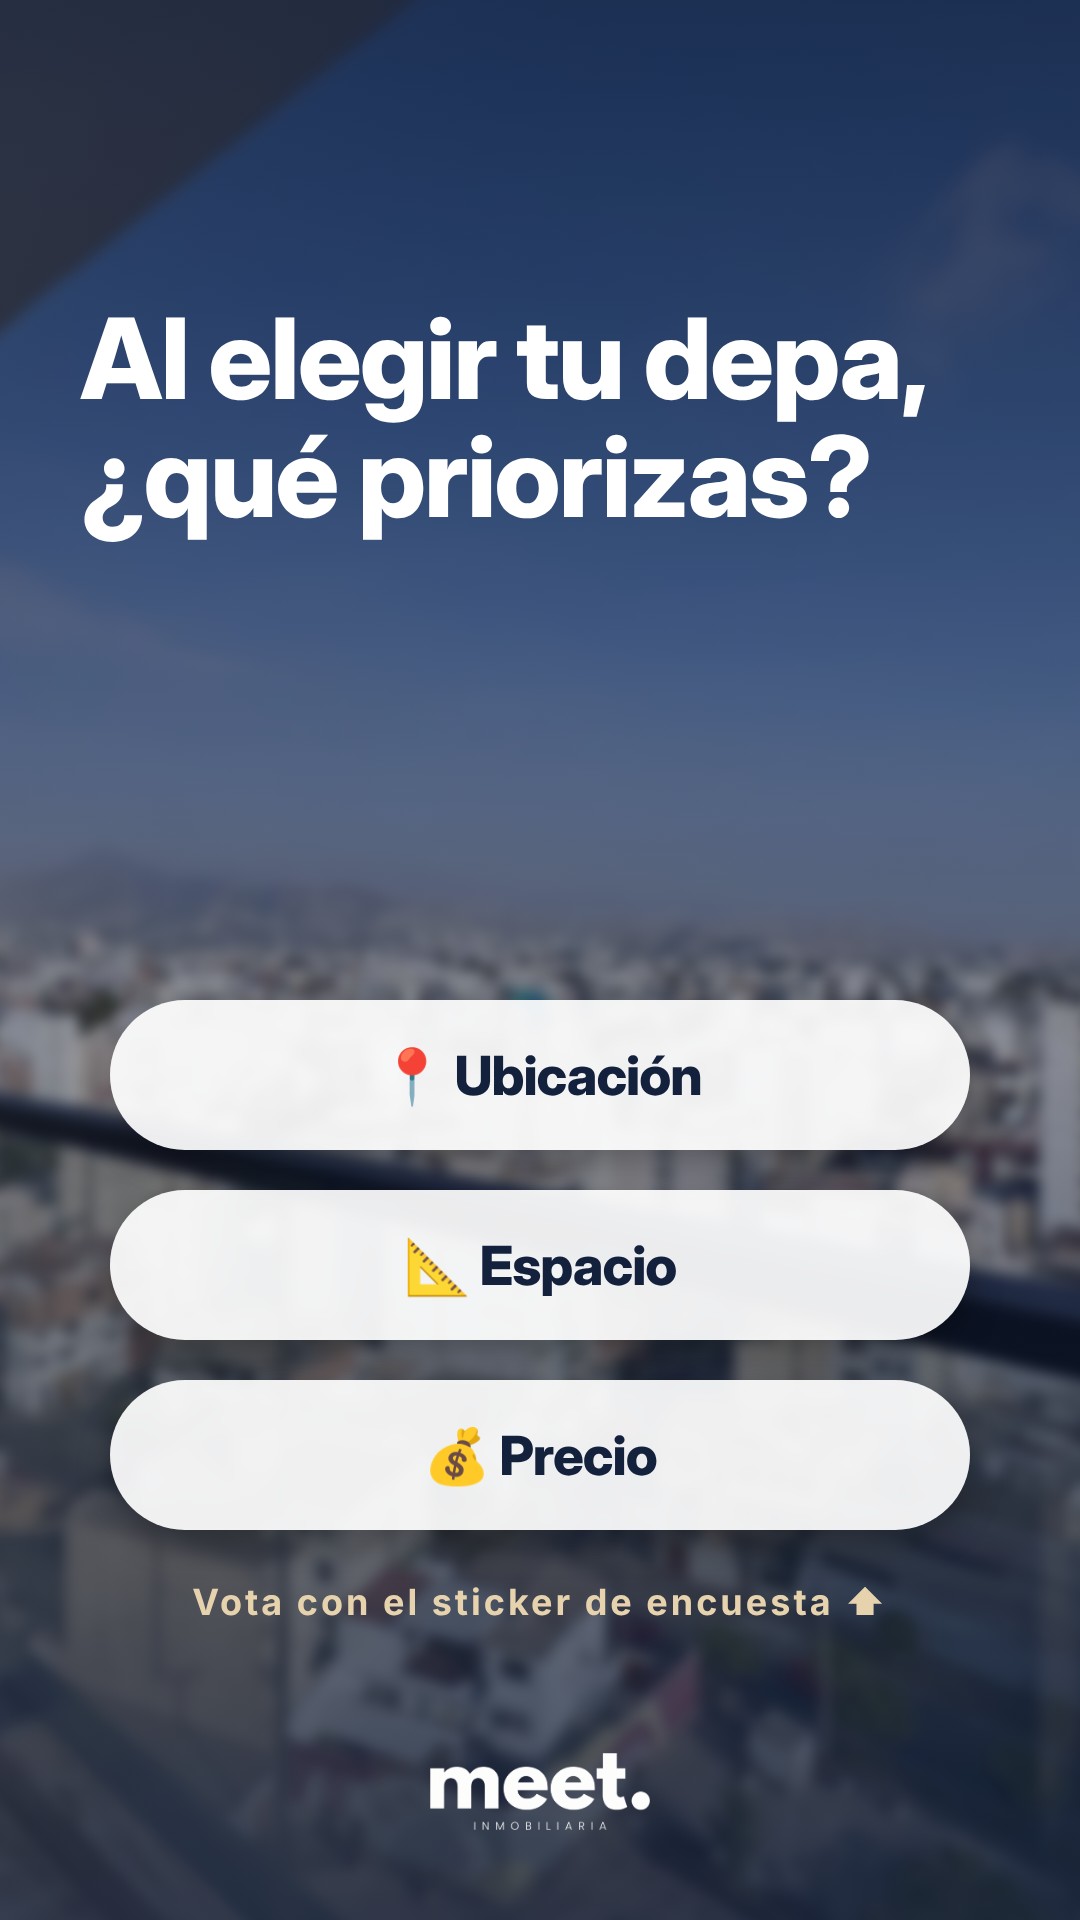 Al elegir tu depa,
¿qué priorizas?
📍 Ubicación
📐 Espacio
💰 Precio
Vota con el sticker de encuesta ⬆
meet.
INMOBILIARIA